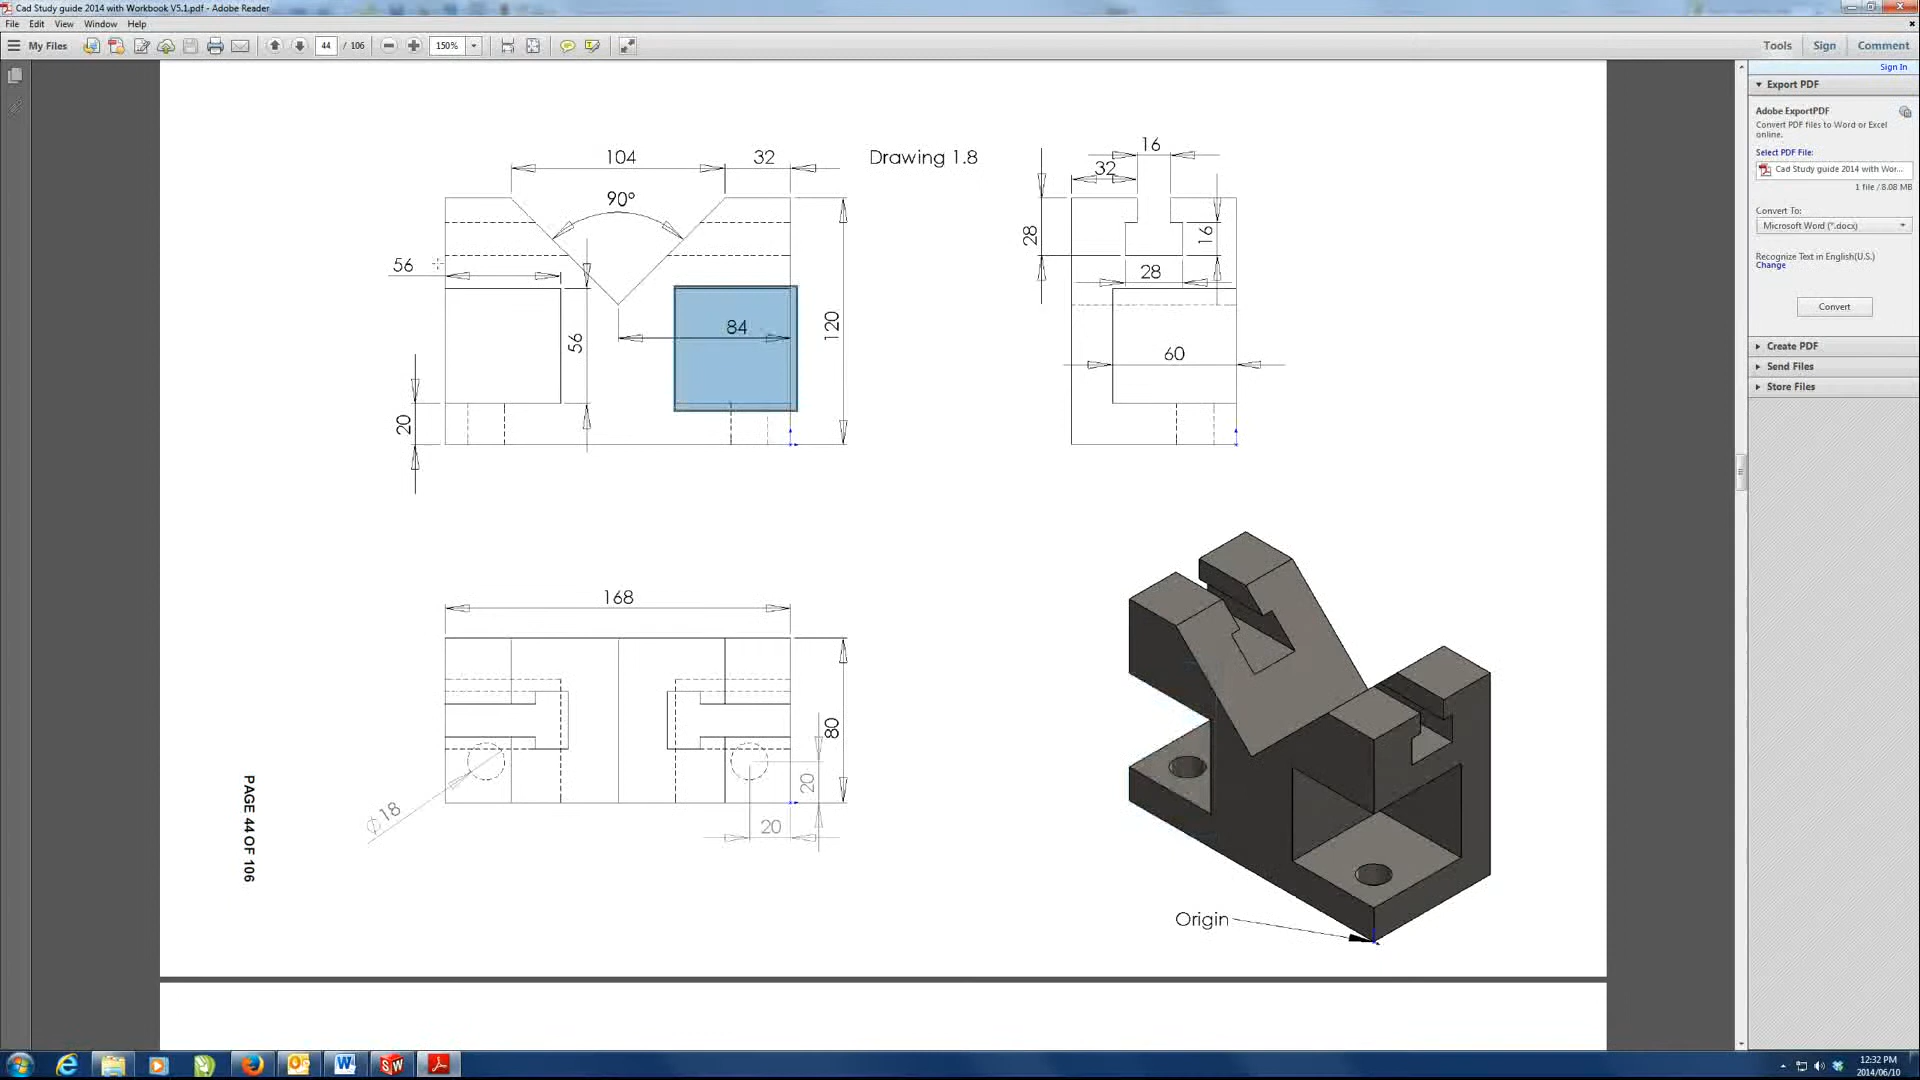 Cad Study guide 2014 with Workbook V5.1.pdf - Adobe Reader
File Edit View Window Help
My Files 44 / 106 150% Tools Sign Comment
Sign In
Export PDF
Adobe ExportPDF
Convert PDF files to Word or Excel
online.
Select PDF File:
Cad Study guide 2014 with Wor...
1 file / 8.08 MB
Convert To:
Microsoft Word (*.docx)
Recognize Text in English(U.S.)
Change
Convert
Create PDF
Send Files
Store Files
104 32
Drawing 1.8
90°
56
56
84
120
20
16
32
28
16
28
60
168
80
20
20
∅18
PAGE 44 OF 106
Origin
12:32 PM
2014/06/10